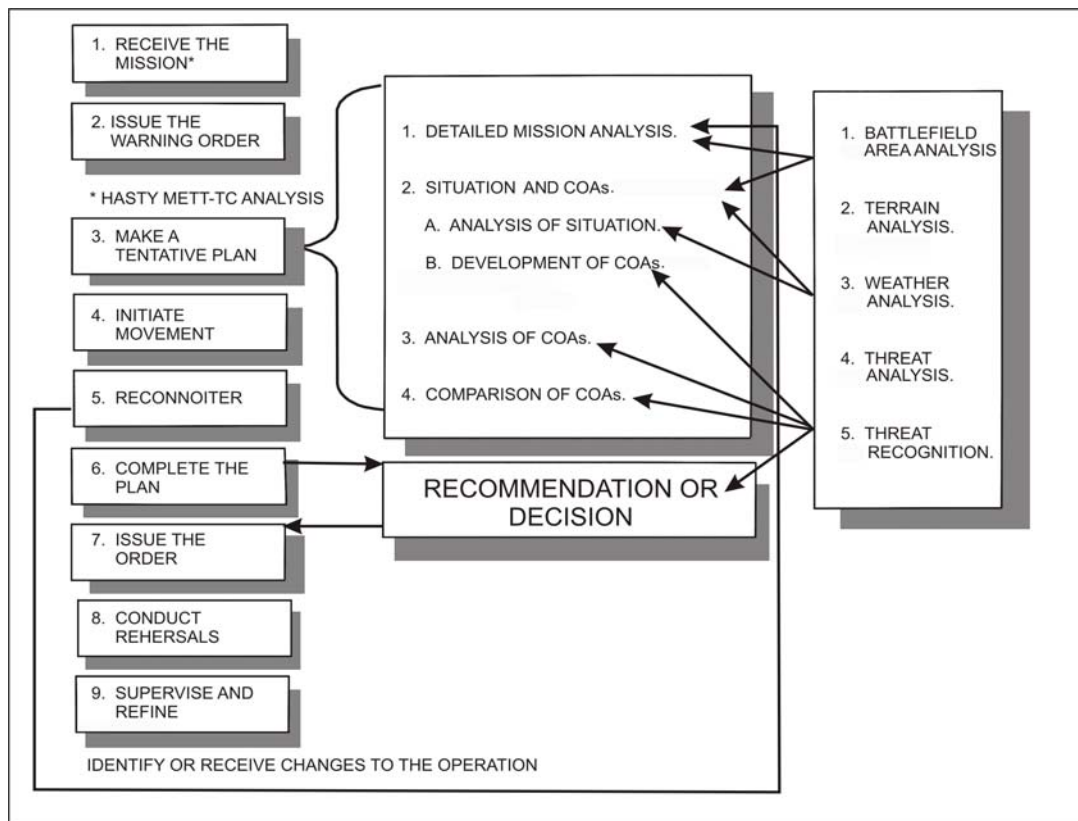 1. RECEIVE THE
MISSION*
2. ISSUE THE
WARNING ORDER
* HASTY METT-TC ANALYSIS
3. MAKE A
TENTATIVE PLAN
4. INITIATE
MOVEMENT
5. RECONNOITER
6. COMPLETE THE
PLAN
7. ISSUE THE
ORDER
8. CONDUCT
REHERSALS
9. SUPERVISE AND
REFINE
IDENTIFY OR RECEIVE CHANGES TO THE OPERATION
1. DETAILED MISSION ANALYSIS.
2. SITUATION AND COAs.
A. ANALYSIS OF SITUATION.
B. DEVELOPMENT OF COAs.
3. ANALYSIS OF COAs.
4. COMPARISON OF COAs.
RECOMMENDATION OR
DECISION
1. BATTLEFIELD
AREA ANALYSIS
2. TERRAIN
ANALYSIS.
3. WEATHER
ANALYSIS.
4. THREAT
ANALYSIS.
5. THREAT
RECOGNITION.